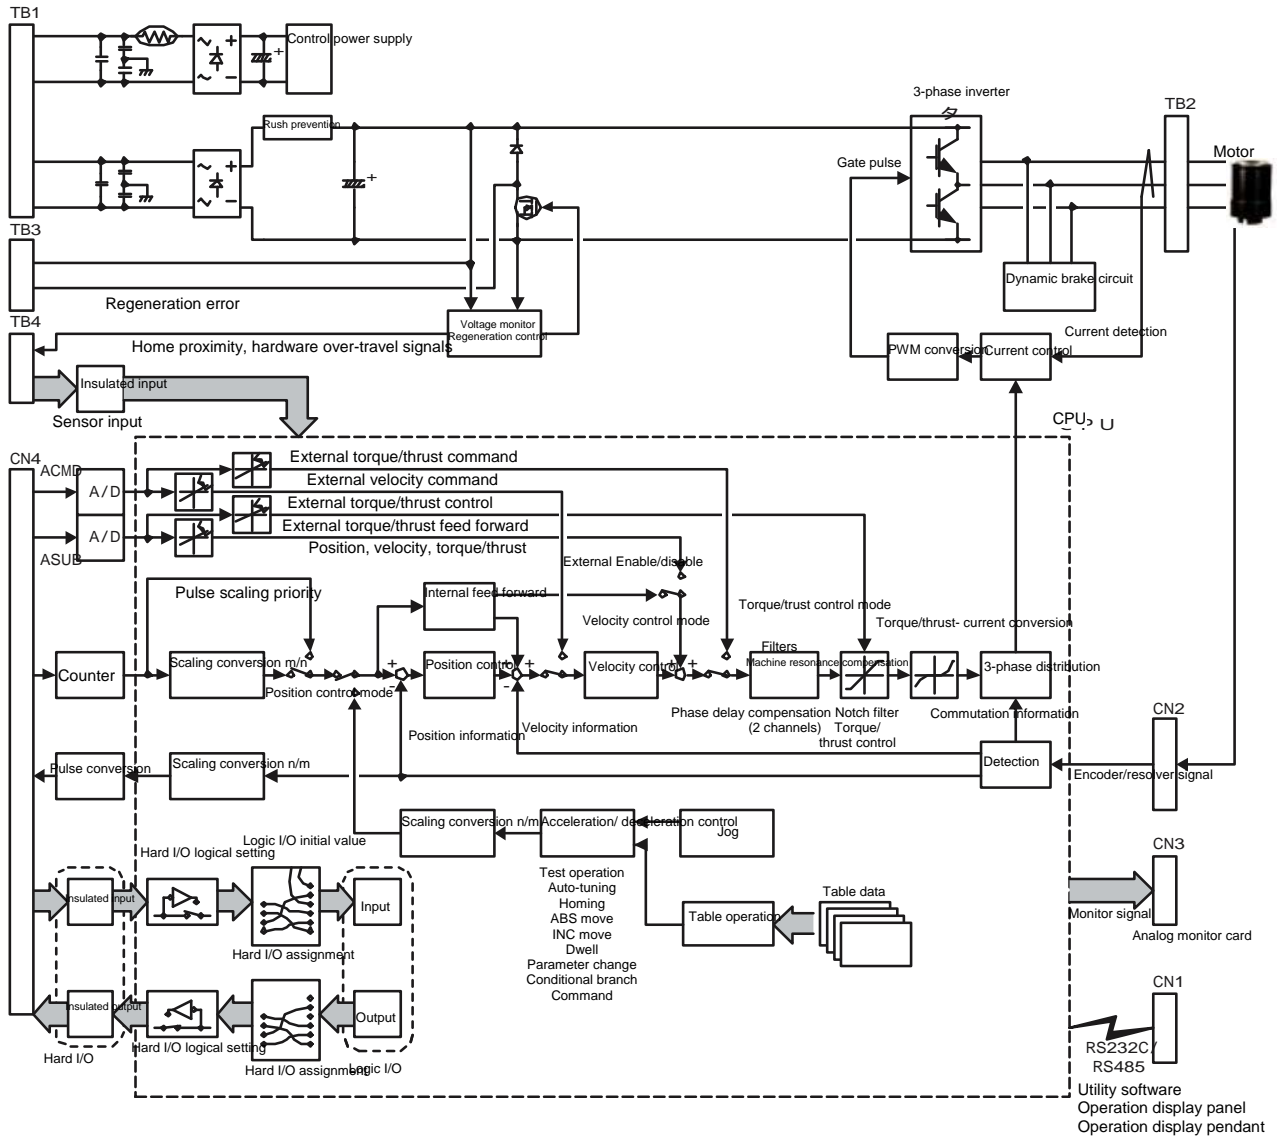 TB1
Control power supply
3-phase inverter
タ
TB2
Rush prevention
Gate pulse
Motor
TB3
Dynamic brake circuit
Regeneration error
TB4
Voltage monitor
Regeneration control
Current detection
Home proximity, hardware over-travel signals
PWM conversion
Current control
Insulated input
Sensor input
CPU
CN4
External torque/thrust command
ACMD
External velocity command
A/D
External torque/thrust control
External torque/thrust feed forward
A/D
Position, velocity, torque/thrust
ASUB
External Enable/disable
Pulse scaling priority
Internal feed forward
Torque/trust control mode
Velocity control mode
Torque/thrust- current conversion
Filters
Counter
Scaling conversion m/n
Position control
Velocity control
Machine resonance compensation
3-phase distribution
Position control mode
Phase delay compensation
(2 channels)
Notch filter
Torque/
thrust control
Commutation information
CN2
Velocity information
Position information
Pulse conversion
Scaling conversion n/m
Detection
Encoder/resolver signal
Scaling conversion n/m
Acceleration/ deceleration control
Jog
Logic I/O initial value
Hard I/O logical setting
CN3
Test operation
Auto-tuning
Homing
ABS move
INC move
Dwell
Parameter change
Conditional branch
Command
Table data
Insulated input
Input
Table operation
Monitor signal
Analog monitor card
Hard I/O assignment
CN1
Insulated output
Output
Hard I/O logical setting
Hard I/O
Hard I/O assignment
Logic I/O
RS232C/
RS485
Utility software
Operation display panel
Operation display pendant